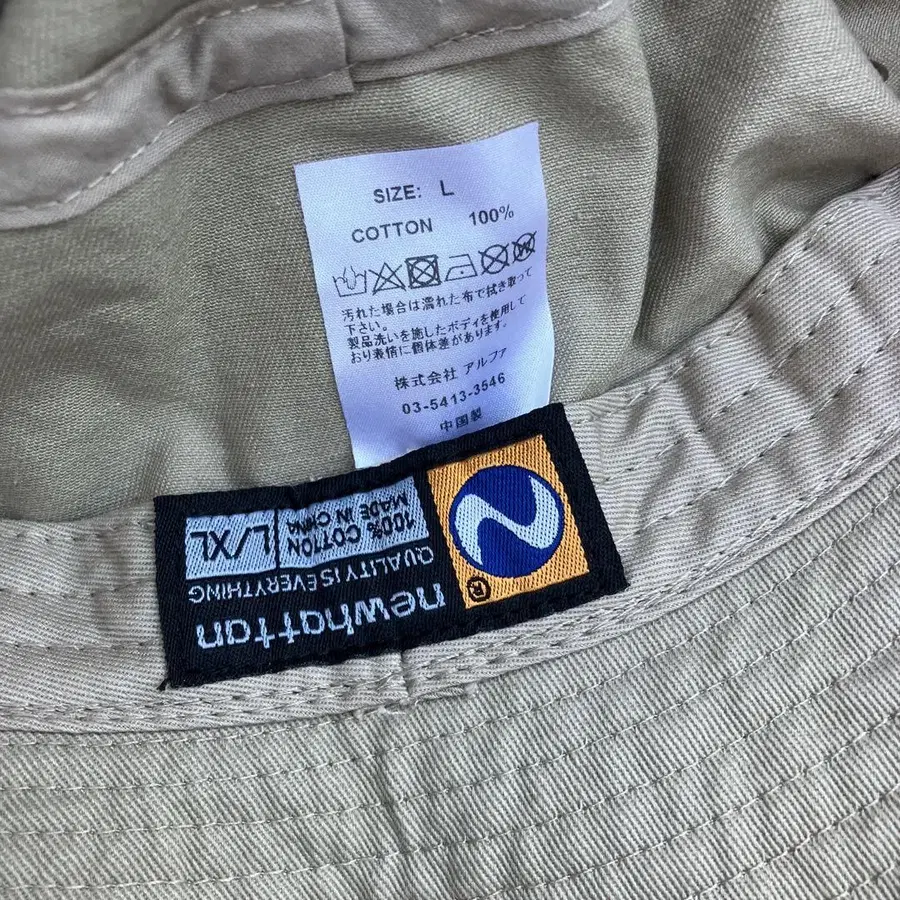 SIZE: L
COTTON 100%
汚れた場合は濡れた布で拭き取って
下さい。
製品洗いを施したボディを使用して
おり表情に個体差があります。
株式会社 アルファ
03-5413-3546
中国製
newhattan
QUALITY IS EVERYTHING
100% COTTON
MADE IN CHINA
L/XL
®